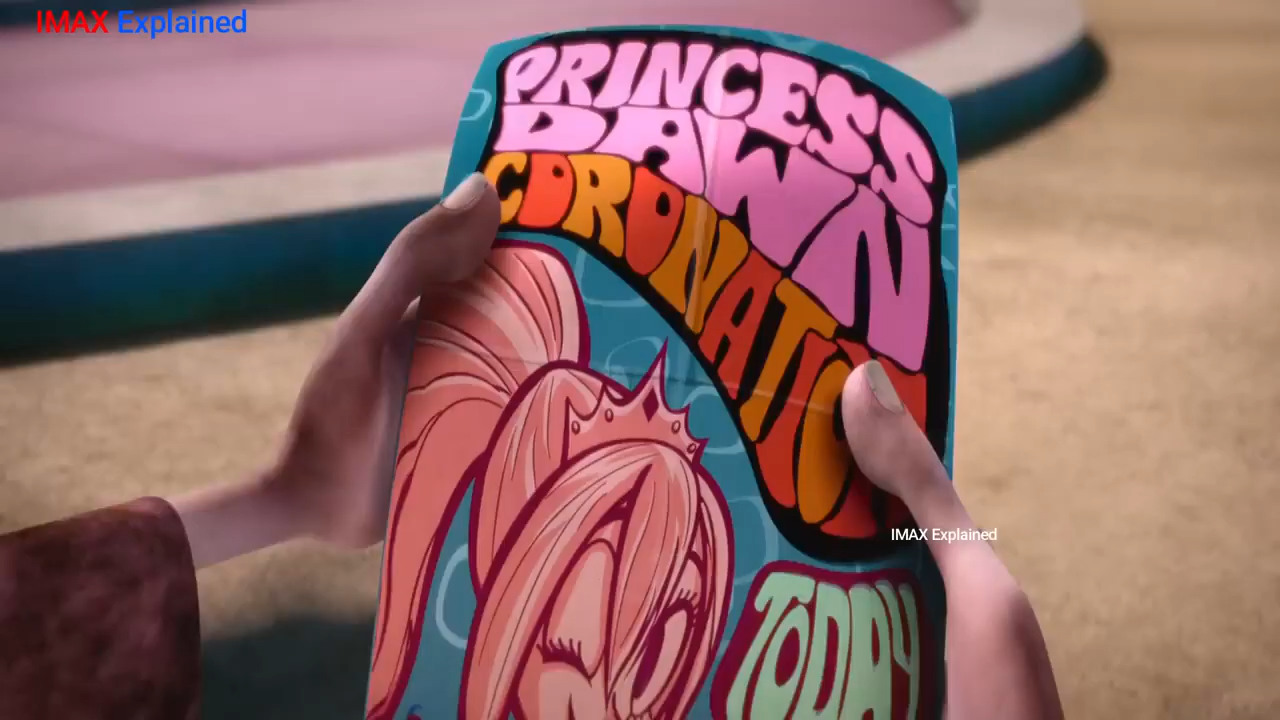 IMAX Explained
PRINCESS
DAWN
CORONATION
IMAX Explained
TODAY